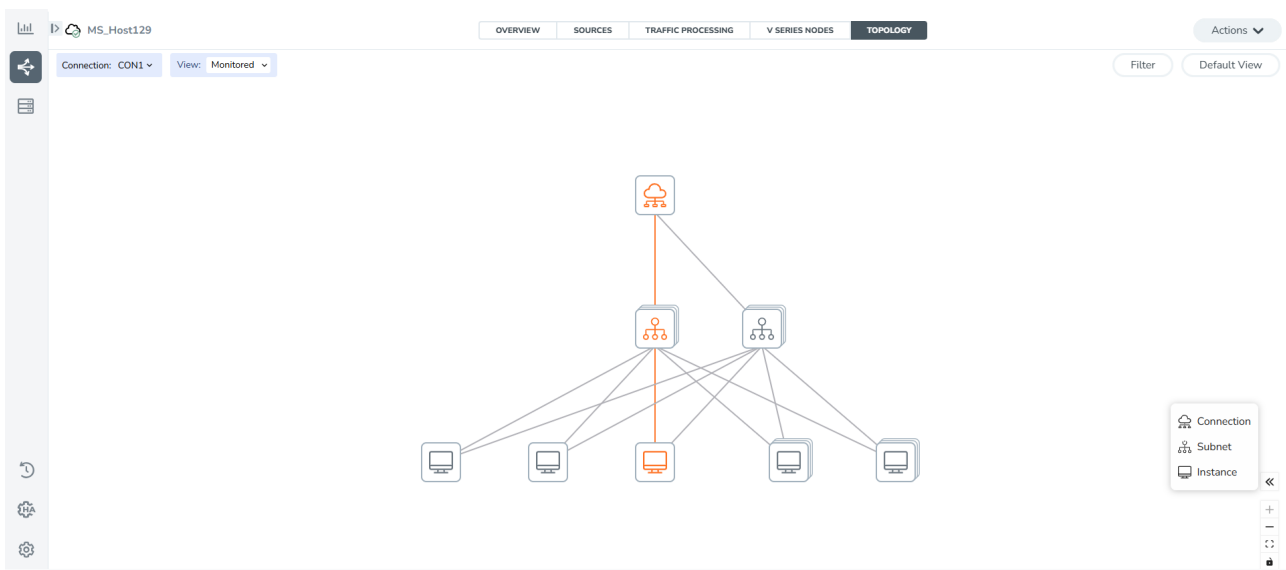 MS_Host129
OVERVIEW SOURCES TRAFFIC PROCESSING V SERIES NODES TOPOLOGY
Actions
Connection: CON1 View: Monitored
Filter Default View
Connection
Subnet
Instance
HA